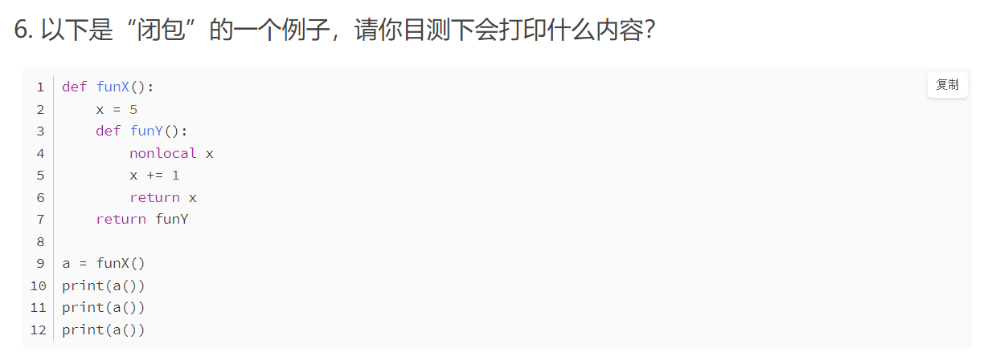 6. 以下是“闭包”的一个例子，请你目测下会打印什么内容？
复制
1 def funX():
2     x = 5
3     def funY():
4         nonlocal x
5         x += 1
6         return x
7     return funY
8
9 a = funX()
10 print(a())
11 print(a())
12 print(a())